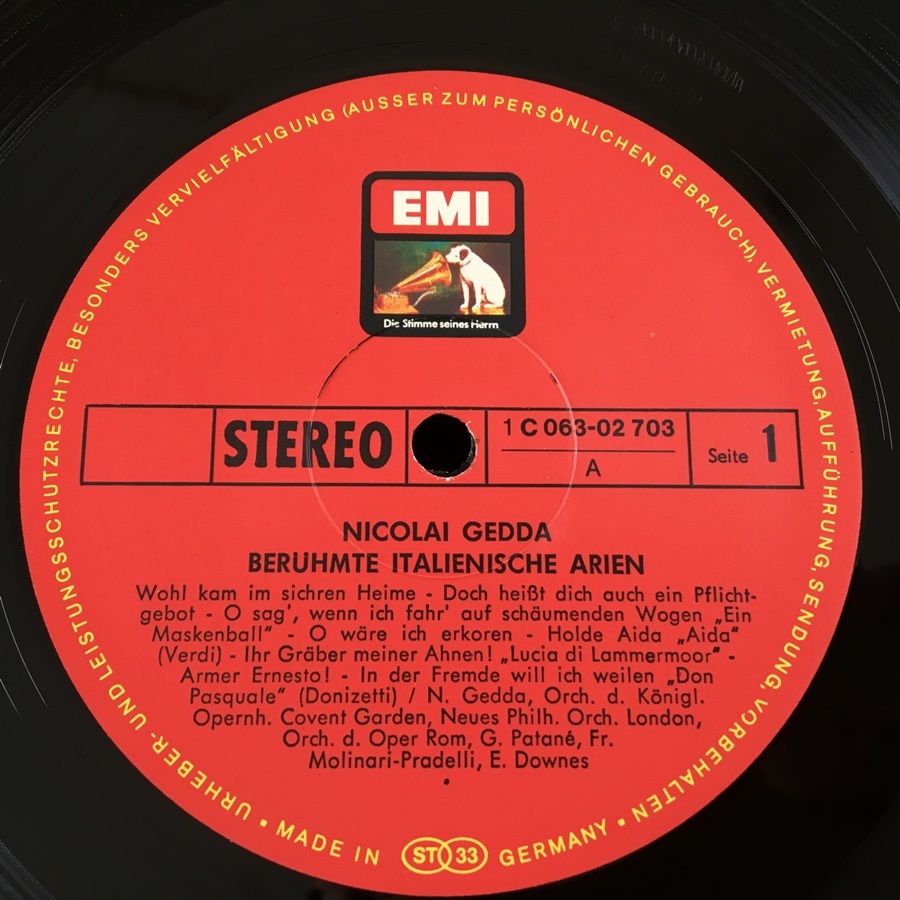 URHEBER- UND LEISTUNGSSCHUTZRECHTE, BESONDERS VERVIELFÄLTIGUNG (AUSSER ZUM PERSÖNLICHEN GEBRAUCH), VERMIETUNG, AUFFÜHRUNG, SENDUNG, VORBEHALTEN •
EMI
Die Stimme seines Herrn
STEREO
1 C 063-02 703
A
Seite 1
NICOLAI GEDDA
BERÜHMTE ITALIENISCHE ARIEN
Wohl kam im sichren Heime - Doch heißt dich auch ein Pflicht-
gebot - O sag', wenn ich fahr' auf schäumenden Wogen „Ein
Maskenball“ - O wäre ich erkoren - Holde Aida „Aida“
(Verdi) - Ihr Gräber meiner Ahnen! „Lucia di Lammermoor“ -
Armer Ernesto! - In der Fremde will ich weilen „Don
Pasquale“ (Donizetti) / N. Gedda, Orch. d. Königl.
Opernh. Covent Garden, Neues Philh. Orch. London,
Orch. d. Oper Rom, G. Patané, Fr.
Molinari-Pradelli, E. Downes
• MADE IN ST 33 GERMANY